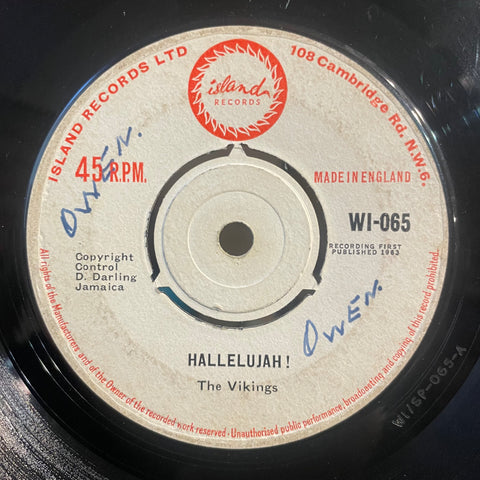 ISLAND RECORDS LTD
island
RECORDS
108 Cambridge Rd. N.W.6.
45 R.P.M.
OWEN.
MADE IN ENGLAND
WI-065
RECORDING FIRST
PUBLISHED 1963
Copyright
Control
D. Darling
Jamaica
OWEN.
HALLELUJAH !
The Vikings
All rights of the Manufacturers and of the Owner of the recorded work reserved · Unauthorised public performance, broadcasting and copying of this record prohibited.
WI/SP-065-A